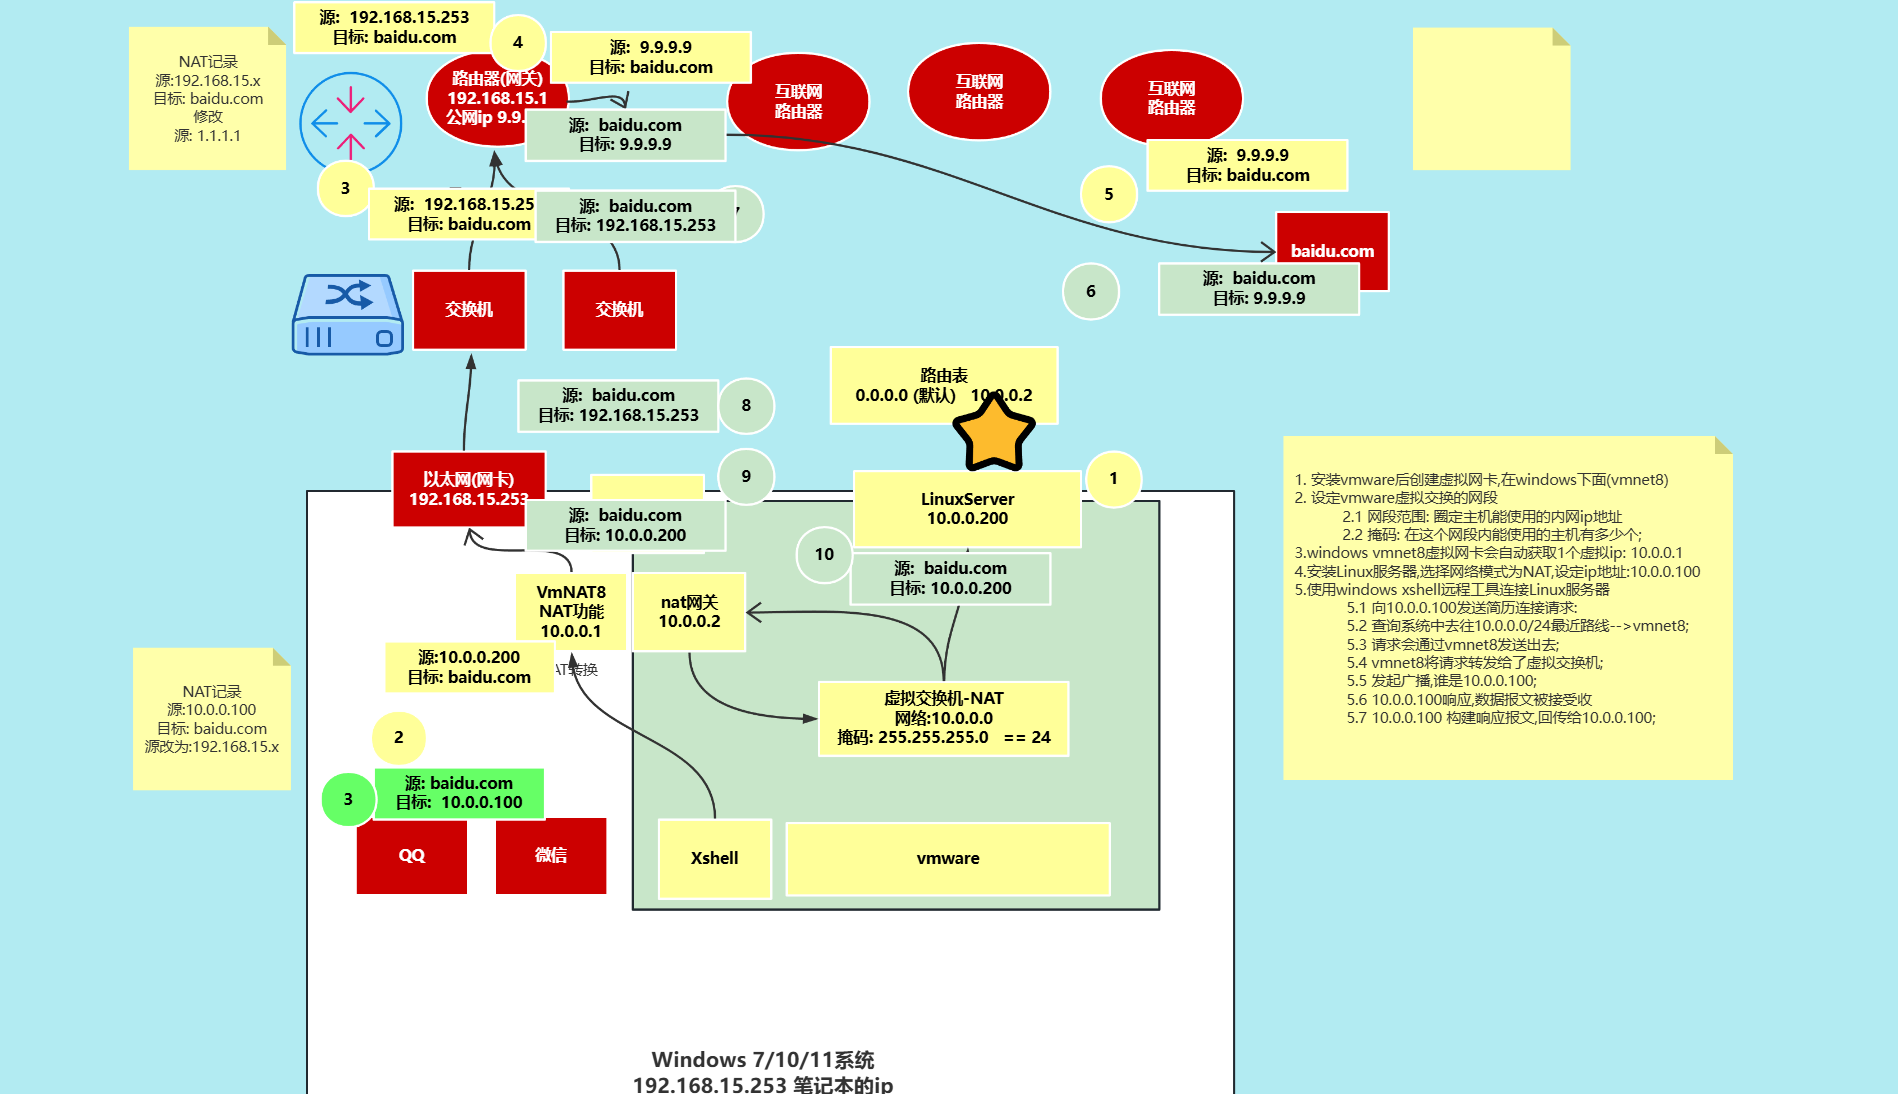 源:  192.168.15.253
目标: baidu.com
4
源:  9.9.9.9
目标: baidu.com
NAT记录
源:192.168.15.x
目标: baidu.com
修改
源: 1.1.1.1
路由器(网关)
192.168.15.1
公网ip 9.9.
源:  baidu.com
目标: 9.9.9.9
互联网
路由器
互联网
路由器
互联网
路由器
源:  9.9.9.9
目标: baidu.com
3
源:  192.168.15.25
目标: baidu.com
源:  baidu.com
目标: 192.168.15.253
5
baidu.com
6
源:  baidu.com
目标: 9.9.9.9
交换机
交换机
源:  baidu.com
目标: 192.168.15.253
8
路由表
0.0.0.0 (默认)   10.0.0.2
以太网(网卡)
192.168.15.253
9
源:  baidu.com
目标: 10.0.0.200
LinuxServer
10.0.0.200
1
10
源:  baidu.com
目标: 10.0.0.200
VmNAT8
NAT功能
10.0.0.1
nat网关
10.0.0.2
源:10.0.0.200
目标: baidu.com
AT转换
虚拟交换机-NAT
网络:10.0.0.0
掩码: 255.255.255.0   == 24
NAT记录
源:10.0.0.100
目标: baidu.com
源改为:192.168.15.x
2
3
源: baidu.com
目标:  10.0.0.100
QQ
微信
Xshell
vmware
1. 安装vmware后创建虚拟网卡,在windows下面(vmnet8)
2. 设定vmware虚拟交换的网段
2.1 网段范围: 圈定主机能使用的内网ip地址
2.2 掩码: 在这个网段内能使用的主机有多少个;
3.windows vmnet8虚拟网卡会自动获取1个虚拟ip: 10.0.0.1
4.安装Linux服务器,选择网络模式为NAT,设定ip地址:10.0.0.100
5.使用windows xshell远程工具连接Linux服务器
5.1 向10.0.0.100发送简历连接请求:
5.2 查询系统中去往10.0.0.0/24最近路线-->vmnet8;
5.3 请求会通过vmnet8发送出去;
5.4 vmnet8将请求转发给了虚拟交换机;
5.5 发起广播,谁是10.0.0.100;
5.6 10.0.0.100响应,数据报文被接受收
5.7 10.0.0.100 构建响应报文,回传给10.0.0.100;
Windows 7/10/11系统
192.168.15.253 笔记本的ip